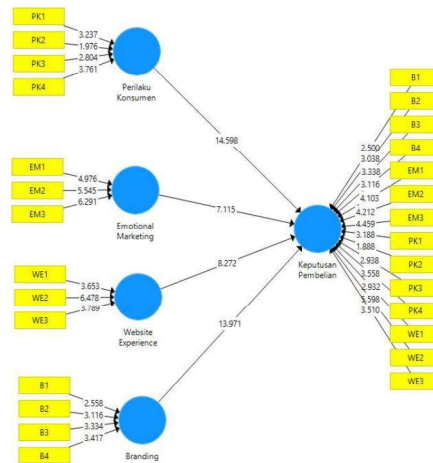 PK1
PK2
PK3
PK4
3.237
1.976
2.804
3.761
Perilaku
Konsumen
14.598
EM1
EM2
EM3
4.976
5.545
6.291
Emotional
Marketing
7.115
WE1
WE2
WE3
3.653
6.478
3.789
Website
Experience
8.272
B1
B2
B3
B4
2.558
3.116
3.334
3.417
Branding
13.971
Keputusan
Pembelian
2.500
3.038
3.338
3.116
4.103
4.212
4.459
3.188
1.888
2.938
3.558
2.932
5.598
3.510
B1
B2
B3
B4
EM1
EM2
EM3
PK1
PK2
PK3
PK4
WE1
WE2
WE3